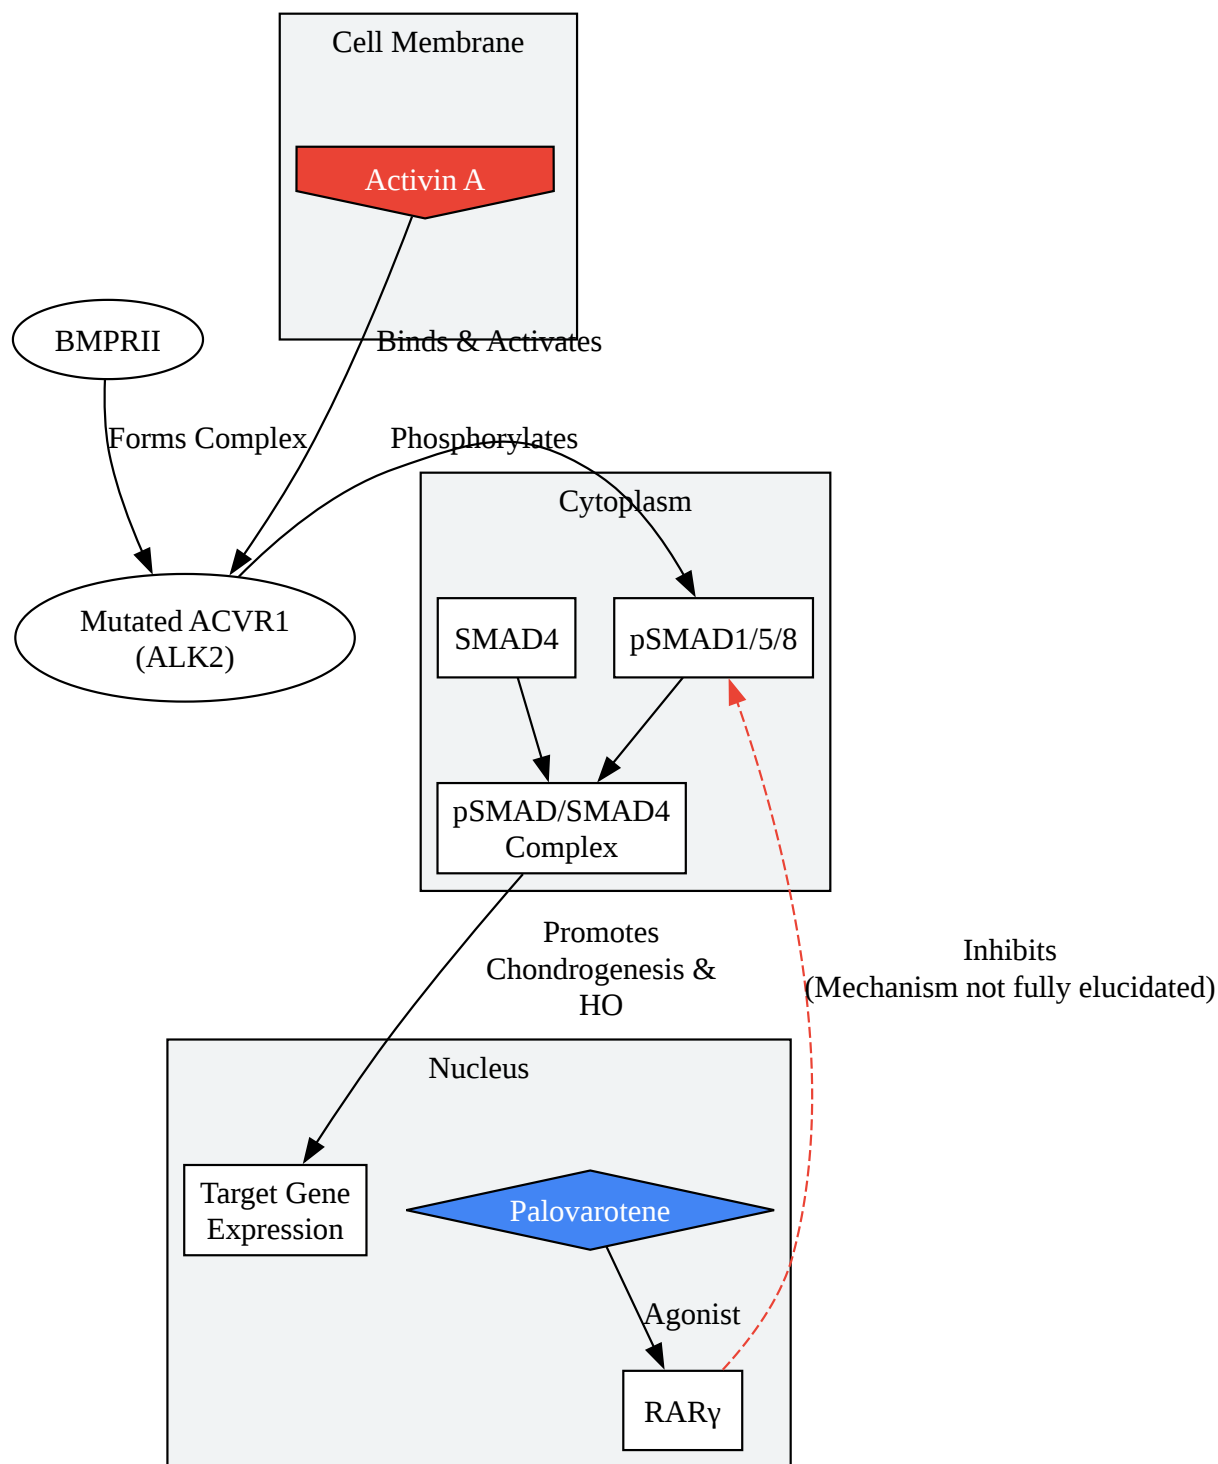 Cell Membrane
Activin A
BMPRII
Binds & Activates
Forms Complex
Phosphorylates
Cytoplasm
Mutated ACVR1
(ALK2)
SMAD4
pSMAD1/5/8
pSMAD/SMAD4
Complex
Promotes
Chondrogenesis &
HO
Inhibits
(Mechanism not fully elucidated)
Nucleus
Target Gene
Expression
Palovarotene
Agonist
RARγ